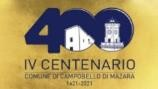 400
IV CENTENARIO
COMUNE DI CAMPOBELLO DI MAZARA
1621-2021